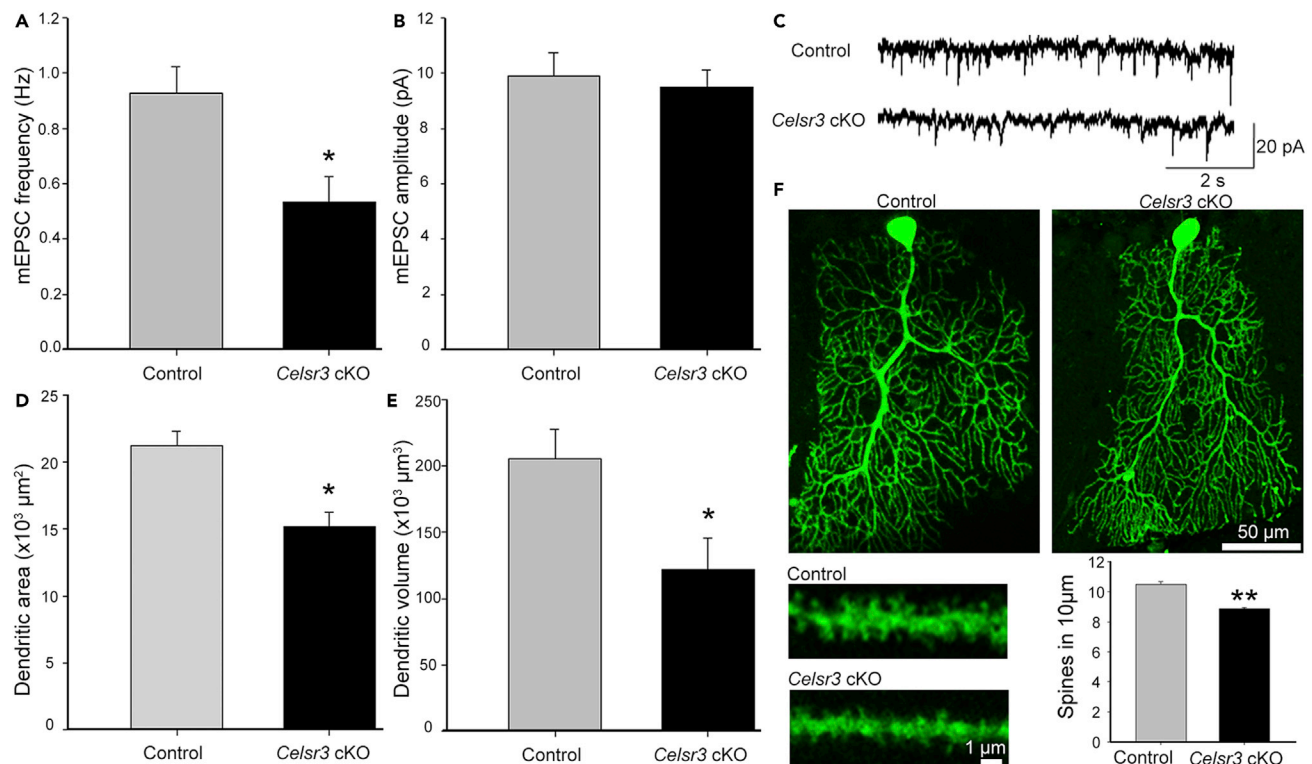 A
mEPSC frequency (Hz)
1.2
1.0
0.8
0.6
0.4
0.2
0.0
*
Control
Celsr3 cKO
B
mEPSC amplitude (pA)
12
10
8
6
4
2
0
Control
Celsr3 cKO
C
Control
Celsr3 cKO
20 pA
2 s
D
Dendritic area (x10³ µm²)
25
20
15
10
5
0
*
Control
Celsr3 cKO
E
Dendritic volume (x10³ µm³)
250
200
150
100
50
0
*
Control
Celsr3 cKO
F
Control
Celsr3 cKO
50 µm
Control
Celsr3 cKO
1 µm
Spines in 10µm
12
10
8
6
4
2
0
**
Control
Celsr3 cKO